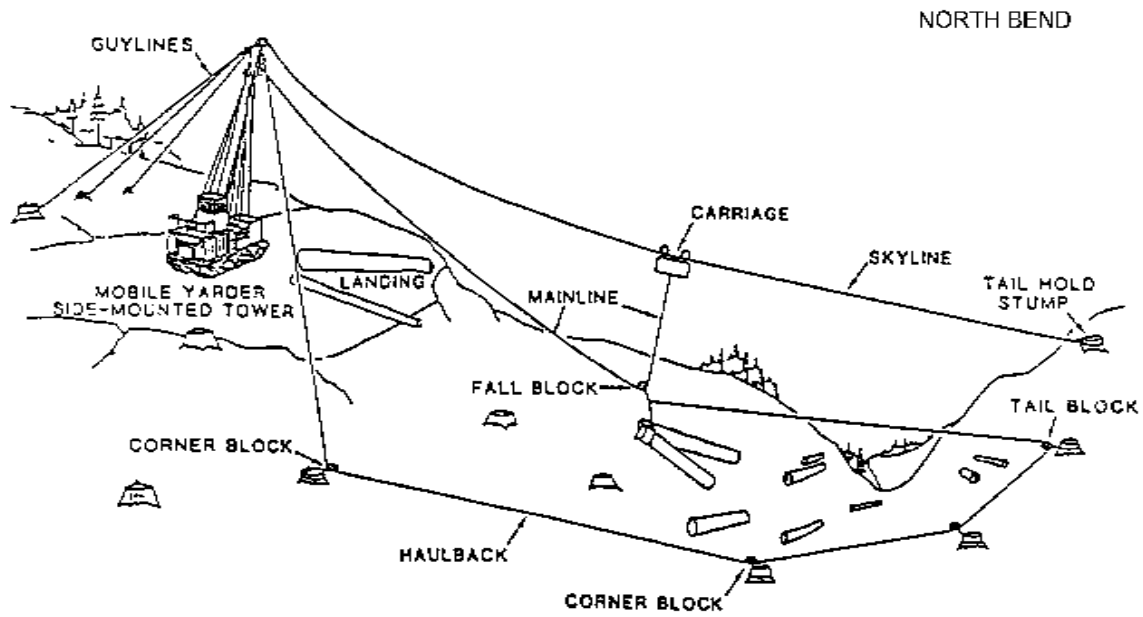 NORTH BEND
GUYLINES
CARRIAGE
SKYLINE
TAIL HOLD
STUMP
LANDING
MAINLINE
MOBILE YARDER
SIDE-MOUNTED TOWER
FALL BLOCK
TAIL BLOCK
CORNER BLOCK
HAULBACK
CORNER BLOCK